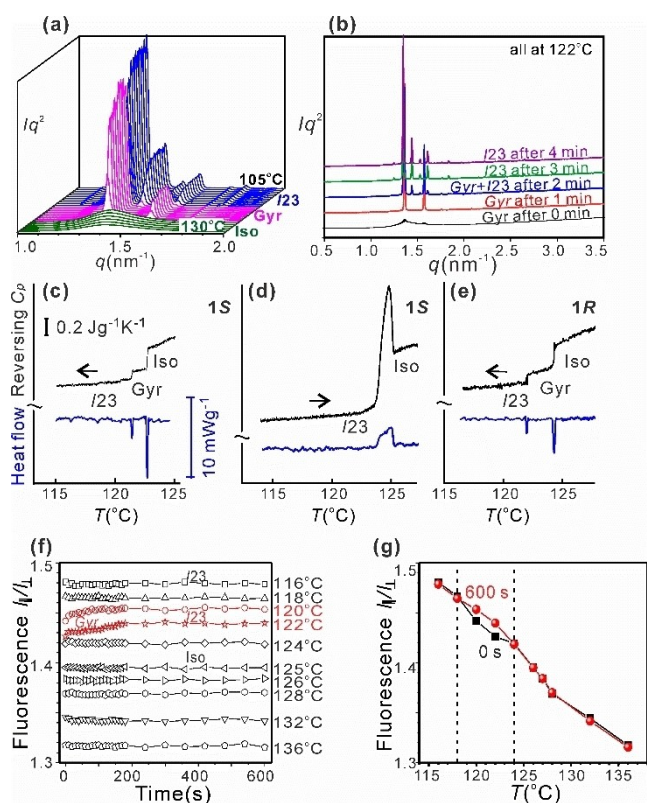 (a)
Iq²
105°C
I23
Gyr
130°C
Iso
1.0 1.5 2.0
q(nm⁻¹)
(b)
all at 122°C
Iq²
I23 after 4 min
I23 after 3 min
Gyr+I23 after 2 min
Gyr after 1 min
Gyr after 0 min
0.5 1.0 1.5 2.0 2.5 3.0 3.5
q(nm⁻¹)
(c) 1S
0.2 Jg⁻¹K⁻¹
Reversing Cp
Heat flow
Iso
Gyr
I23
10 mWg⁻¹
115 120 125
T(°C)
(d) 1S
Iso
I23
115 120 125
T(°C)
(e) 1R
Iso
Gyr
I23
115 120 125
T(°C)
(f)
Fluorescence I∥/I⊥
1.5
1.4
1.3
I23
Gyr
I23
Iso
116°C
118°C
120°C
122°C
124°C
125°C
126°C
128°C
132°C
136°C
0 200 400 600
Time(s)
(g)
Fluorescence I∥/I⊥
1.5
1.4
1.3
600 s
0 s
115 120 125 130 135
T(°C)